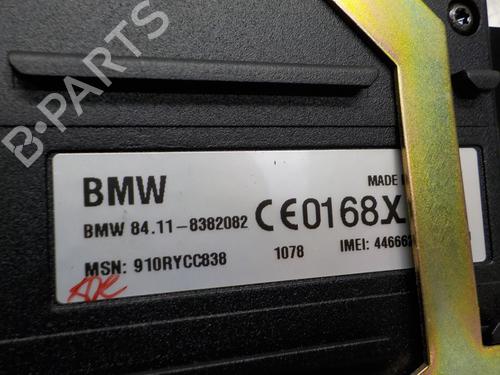 B-PARTS
BMW
MADE
BMW 84.11-8382082 CE0168X
MSN: 910RYCC838 1078 IMEI: 44666